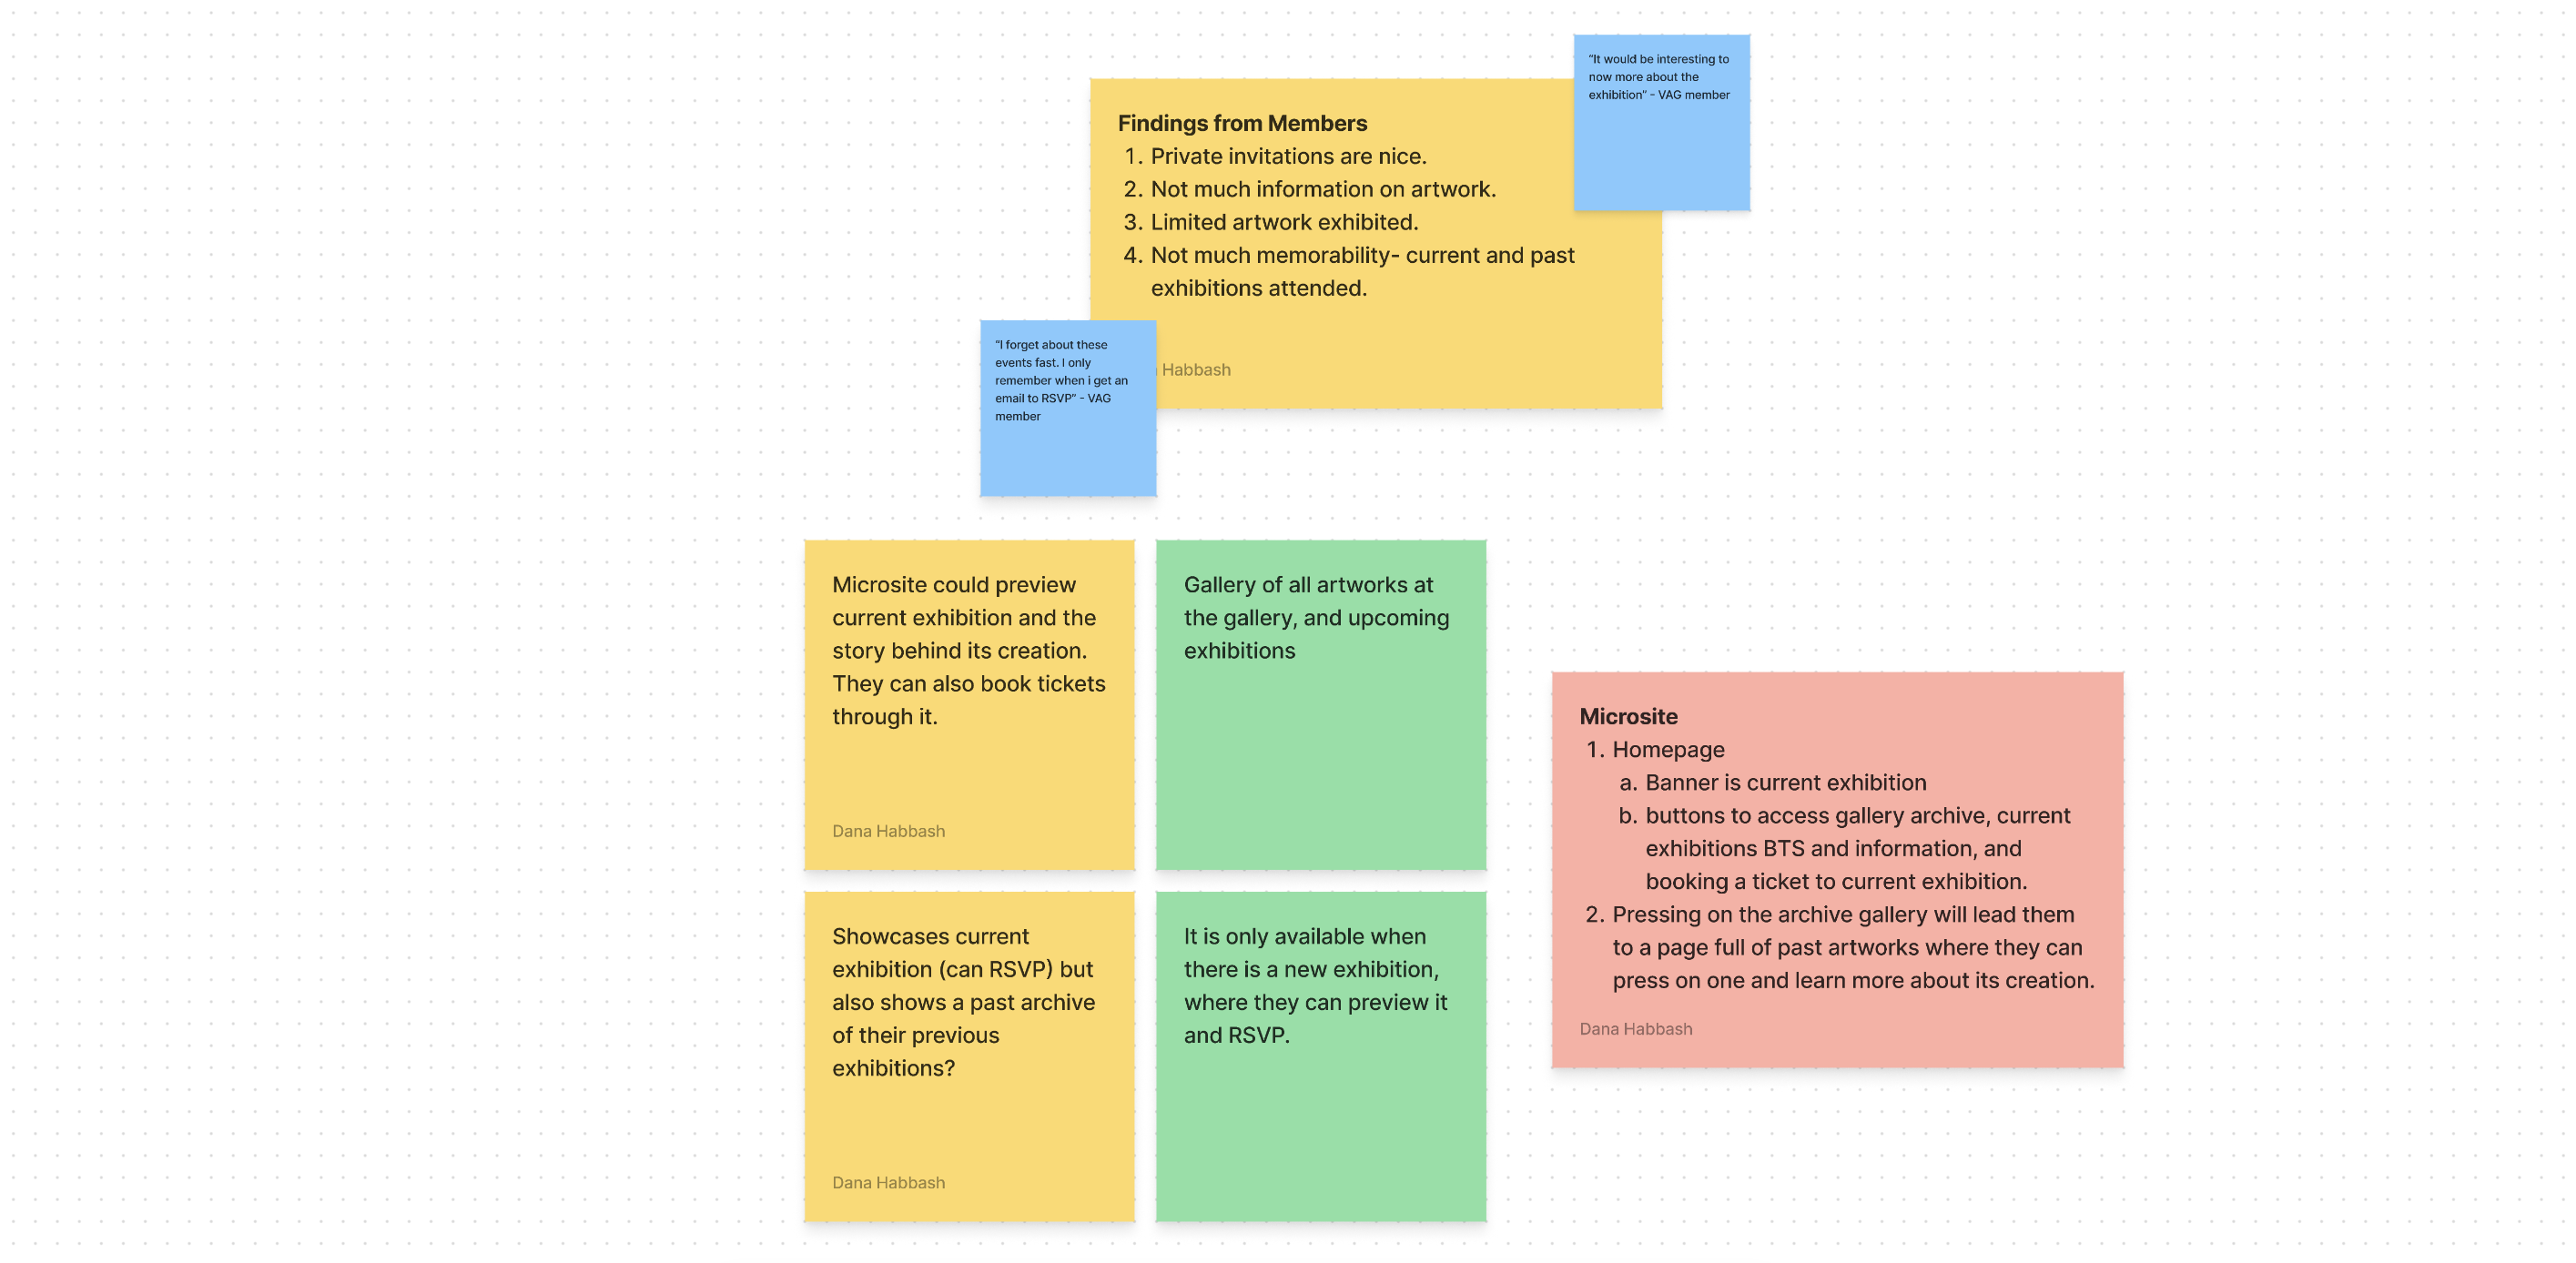 “It would be interesting to
now more about the
exhibition” - VAG member
Findings from Members
1. Private invitations are nice.
2. Not much information on artwork.
3. Limited artwork exhibited.
4. Not much memorability- current and past
exhibitions attended.
Habbash
“I forget about these
events fast. I only
remember when i get an
email to RSVP” - VAG
member
Microsite could preview
current exhibition and the
story behind its creation.
They can also book tickets
through it.
Dana Habbash
Gallery of all artworks at
the gallery, and upcoming
exhibitions
Showcases current
exhibition (can RSVP) but
also shows a past archive
of their previous
exhibitions?
Dana Habbash
It is only available when
there is a new exhibition,
where they can preview it
and RSVP.
Microsite
1. Homepage
a. Banner is current exhibition
b. buttons to access gallery archive, current
exhibitions BTS and information, and
booking a ticket to current exhibition.
2. Pressing on the archive gallery will lead them
to a page full of past artworks where they can
press on one and learn more about its creation.
Dana Habbash